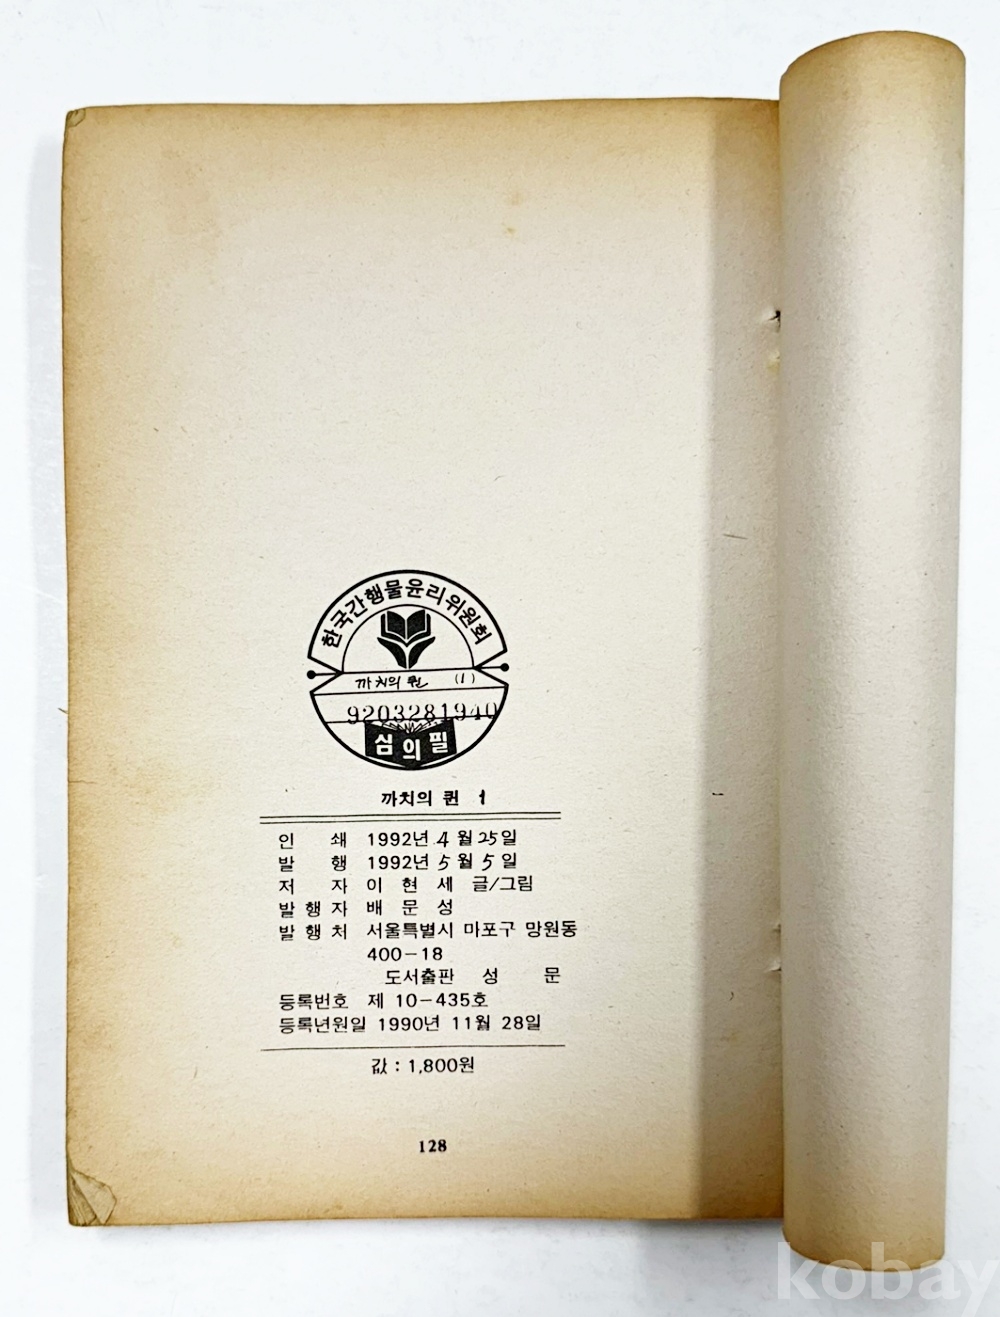 한국간행물윤리위원회
까치의 퀸 (1)
9203281940
심의필
까치의 퀸 1
인 쇄 1992년 4월 25일
발 행 1992년 5월 5일
저 자 이 현 세 글/그림
발행자 배 문 성
발행처 서울특별시 마포구 망원동
400-18
도서출판 성 문
등록번호 제 10-435호
등록년원일 1990년 11월 28일
값 : 1,800원
128
kobay